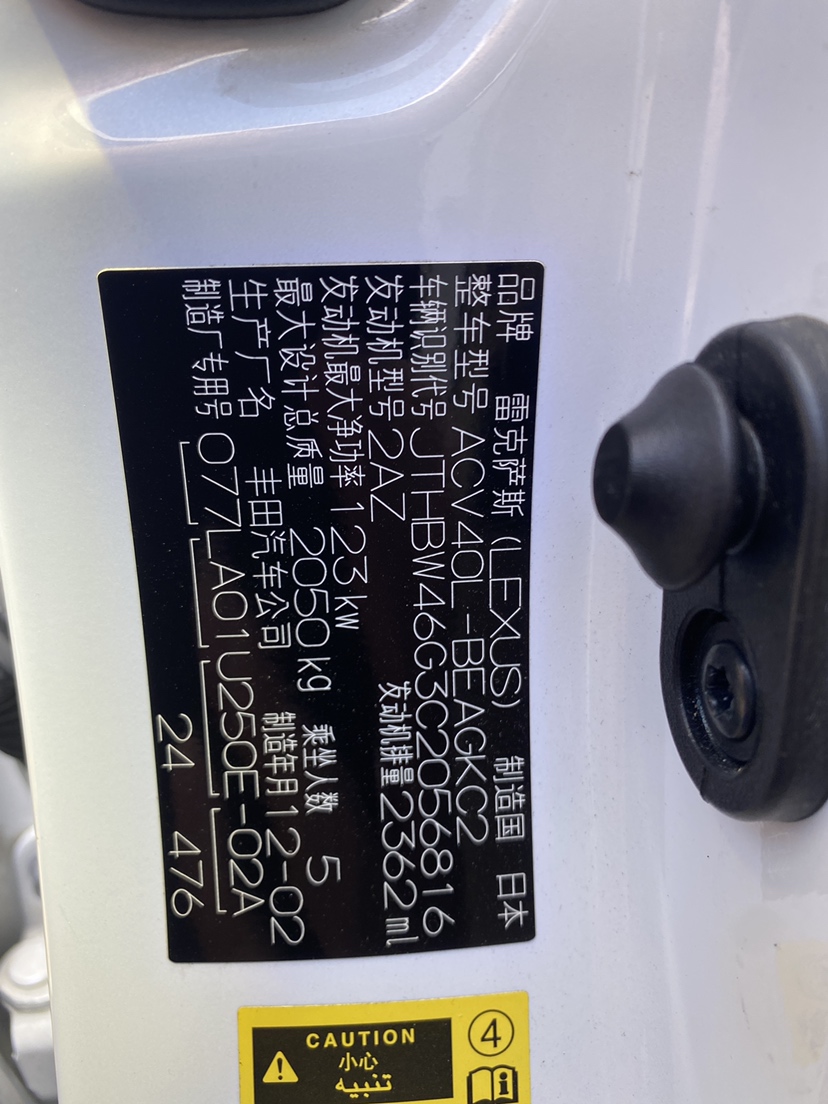 品牌 雷克萨斯 (LEXUS) 制造国 日本
整车型号 ACV40L-BEAGKC2
车辆识别代号 JTHBW46G3C2056816
发动机型号 2AZ 发动机排量 2362ml
发动机最大净功率 123kw
最大设计总质量 2050kg 乘坐人数 5
生产厂名 丰田汽车公司 制造年月 12-02
制造厂专用号 077LA01U250E-02A
24 476
CAUTION
小心
تنبيه
4